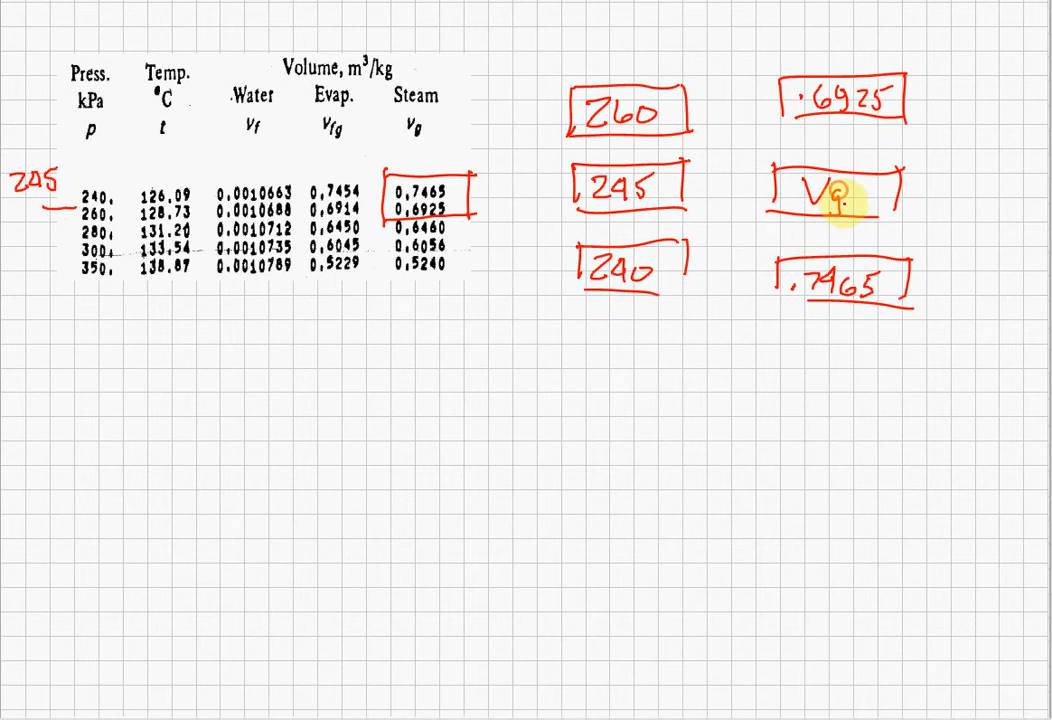 Press. Temp. Volume, m³/kg
kPa °C Water Evap. Steam
p t vf vfg vg
245
240. 126.09 0.0010663 0.7454 0.7465
260. 128.73 0.0010688 0.6914 0.6925
280. 131.20 0.0010712 0.6450 0.6460
300. 133.54 0.0010735 0.6045 0.6056
350. 138.87 0.0010789 0.5229 0.5240
260 .6925
245 Vg
240 .7465